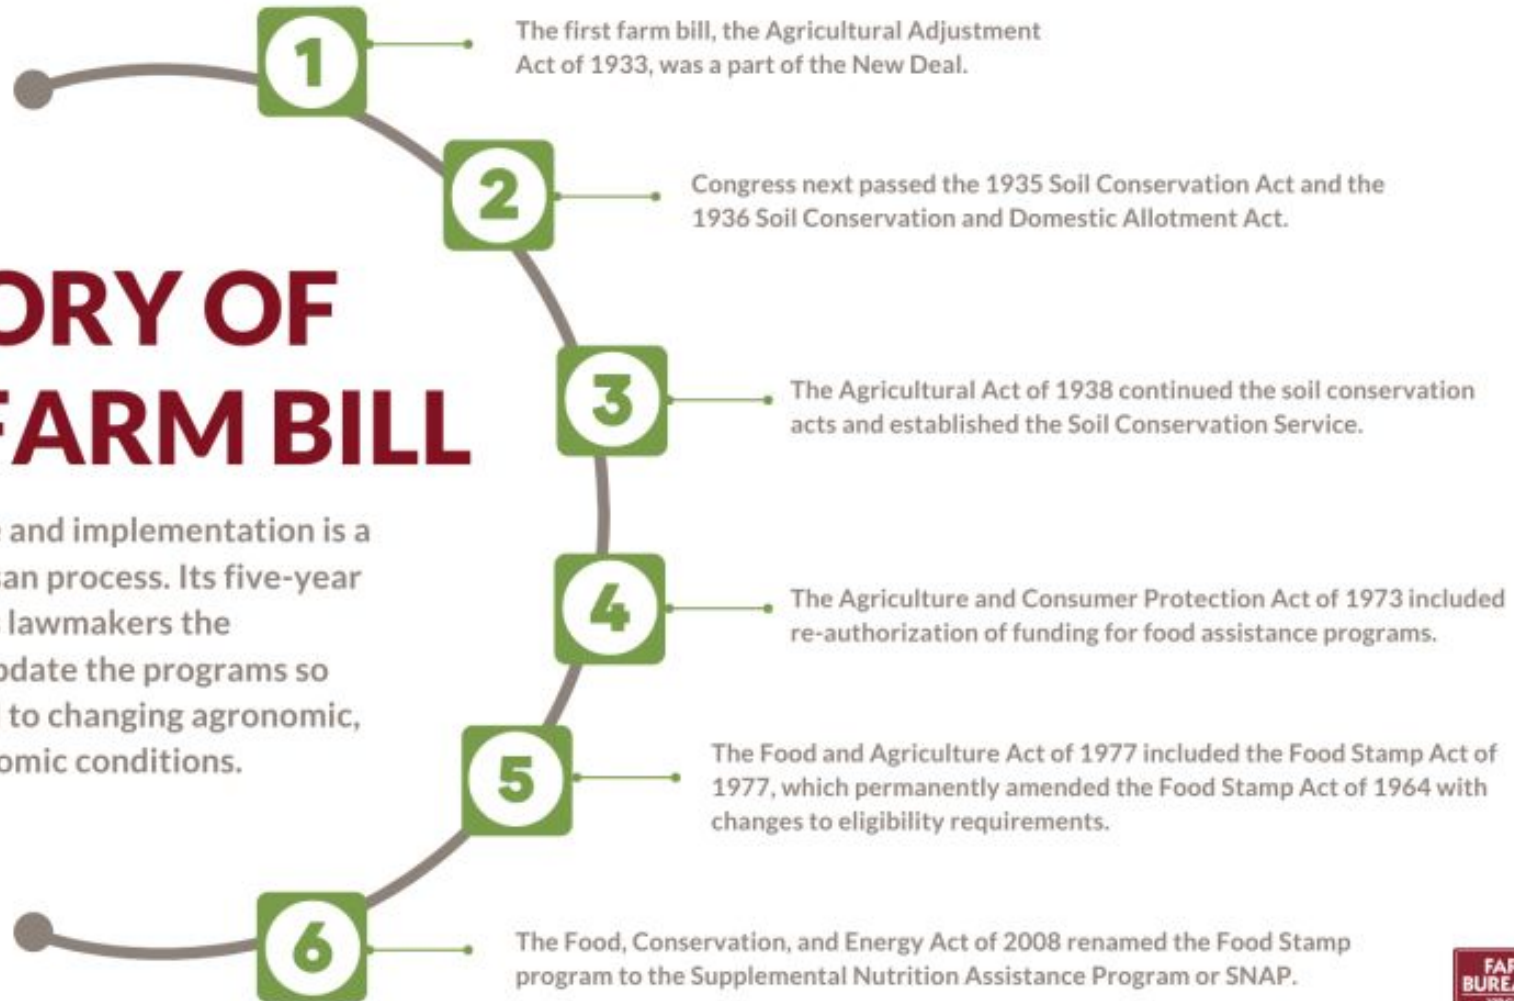 1
The first farm bill, the Agricultural Adjustment
Act of 1933, was a part of the New Deal.
2
Congress next passed the 1935 Soil Conservation Act and the
1936 Soil Conservation and Domestic Allotment Act.
ORY OF
FARM BILL
and implementation is a
san process. Its five-year
lawmakers the
pdate the programs so
to changing agronomic,
omic conditions.
3
The Agricultural Act of 1938 continued the soil conservation
acts and established the Soil Conservation Service.
4
The Agriculture and Consumer Protection Act of 1973 included
re-authorization of funding for food assistance programs.
5
The Food and Agriculture Act of 1977 included the Food Stamp Act of
1977, which permanently amended the Food Stamp Act of 1964 with
changes to eligibility requirements.
6
The Food, Conservation, and Energy Act of 2008 renamed the Food Stamp
program to the Supplemental Nutrition Assistance Program or SNAP.
FAR
BUREA